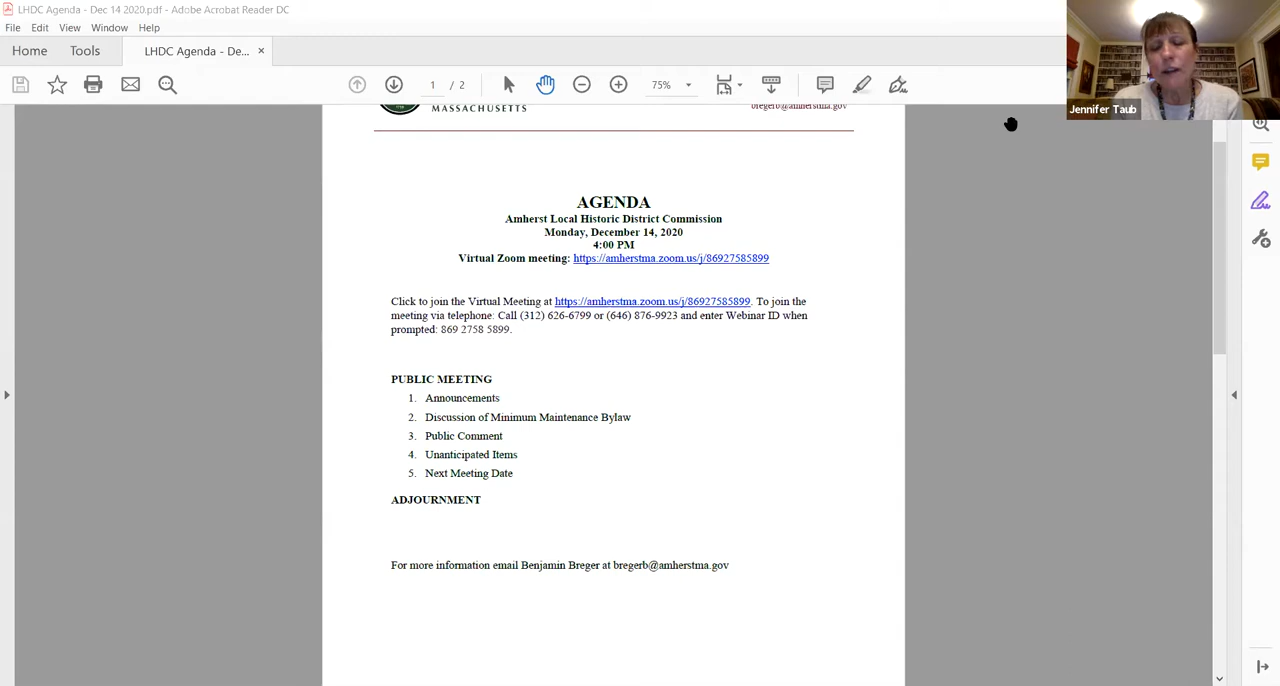 LHDC Agenda - Dec 14 2020.pdf - Adobe Acrobat Reader DC
File Edit View Window Help
Home Tools LHDC Agenda - De... ×
1 / 2 75%
Jennifer Taub
MASSACHUSETTS
bregerb@amherstma.gov
AGENDA
Amherst Local Historic District Commission
Monday, December 14, 2020
4:00 PM
Virtual Zoom meeting: https://amherstma.zoom.us/j/86927585899
Click to join the Virtual Meeting at https://amherstma.zoom.us/j/86927585899. To join the
meeting via telephone: Call (312) 626-6799 or (646) 876-9923 and enter Webinar ID when
prompted: 869 2758 5899.
PUBLIC MEETING
1. Announcements
2. Discussion of Minimum Maintenance Bylaw
3. Public Comment
4. Unanticipated Items
5. Next Meeting Date
ADJOURNMENT
For more information email Benjamin Breger at bregerb@amherstma.gov